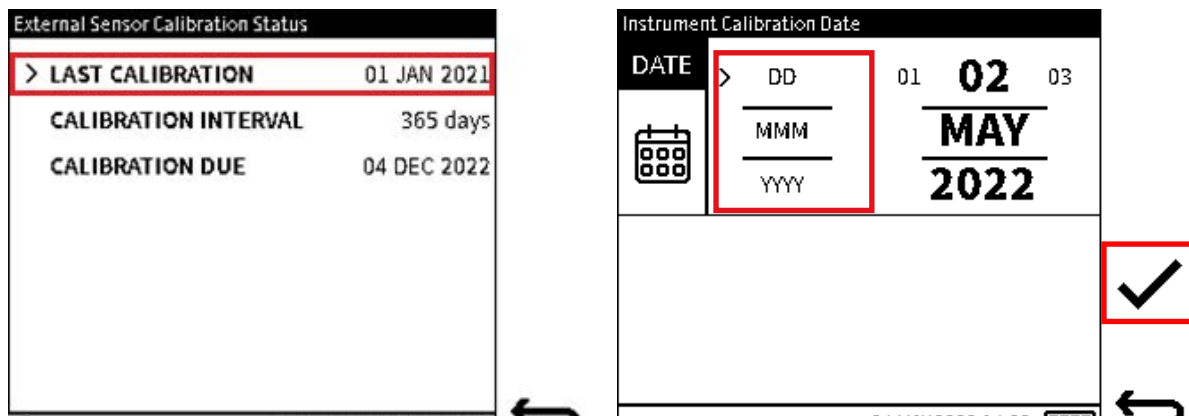 External Sensor Calibration Status
> LAST CALIBRATION 01 JAN 2021
CALIBRATION INTERVAL 365 days
CALIBRATION DUE 04 DEC 2022
Instrument Calibration Date
DATE
> DD 01 02 03
MMM MAY
YYYY 2022